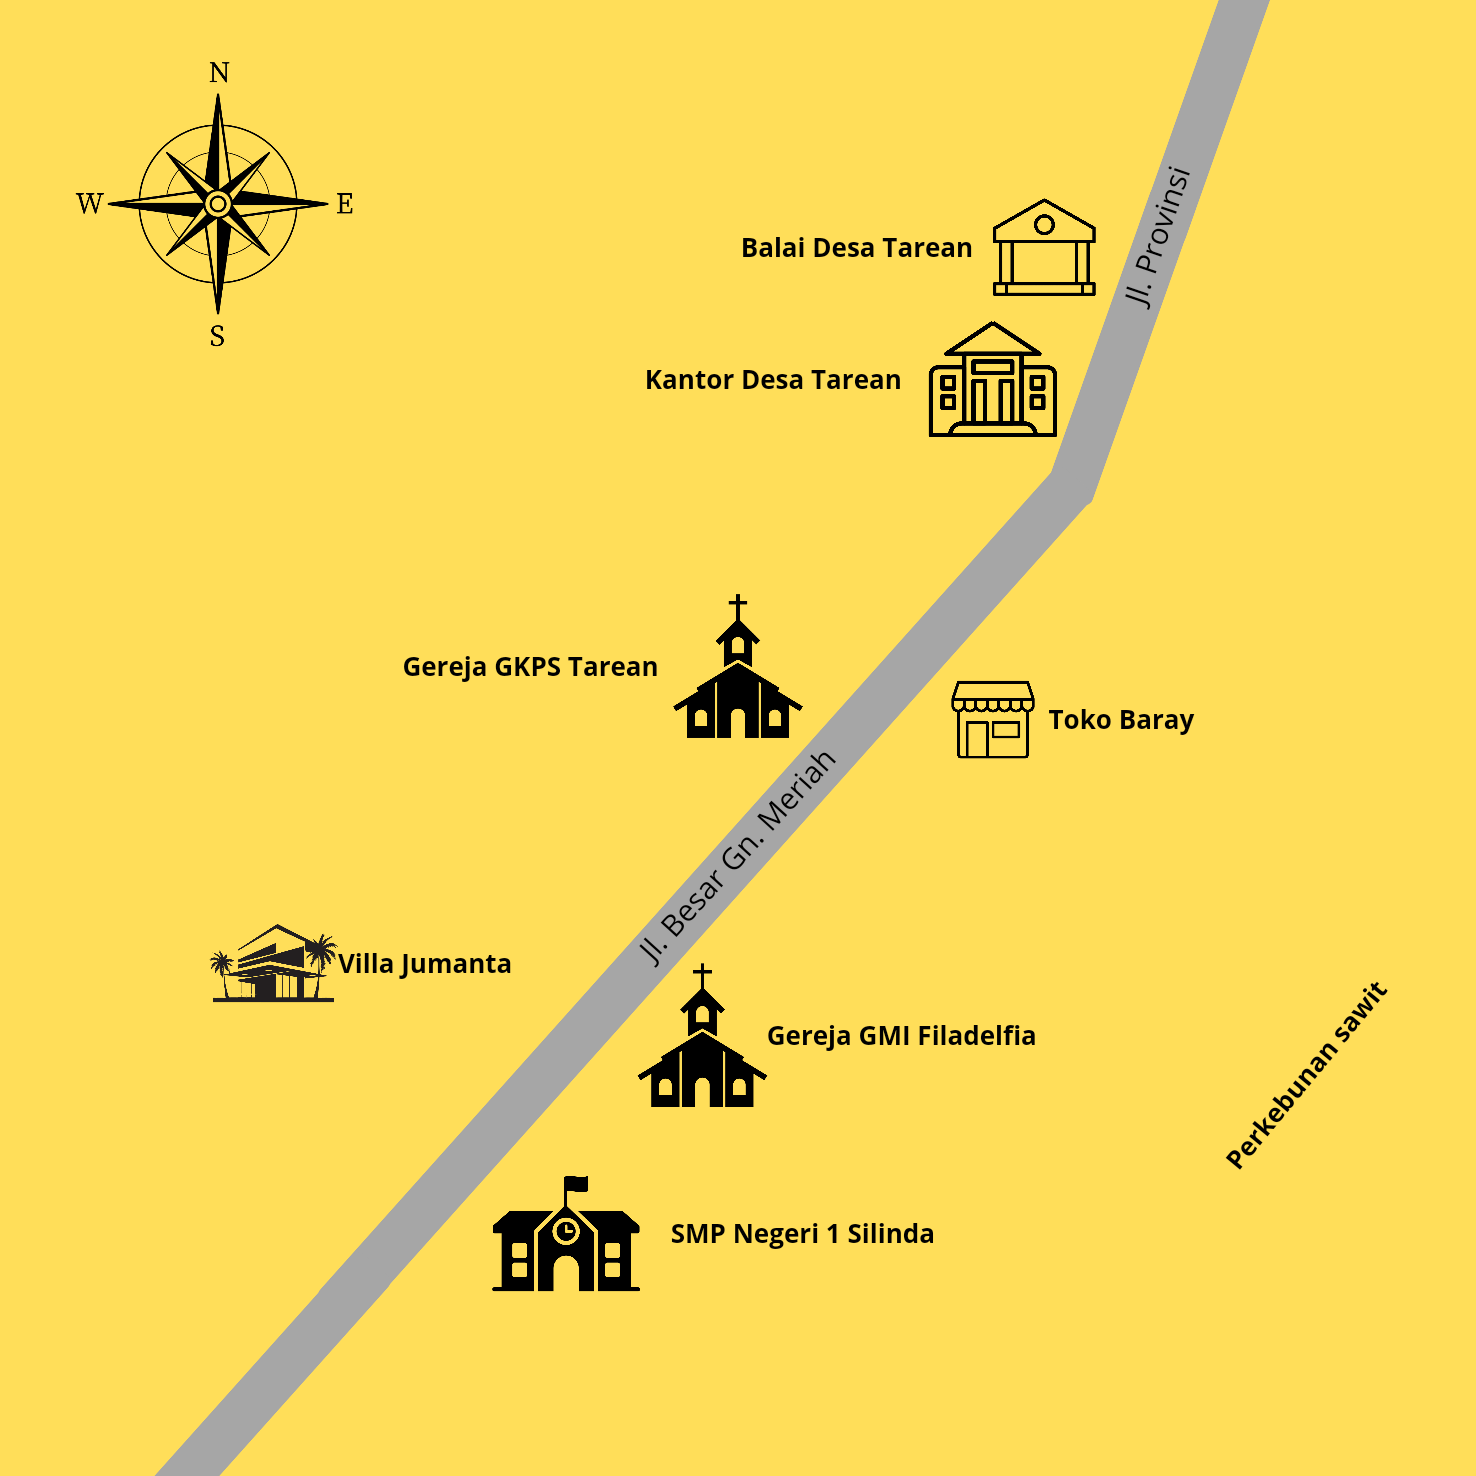 N
W
E
S
Jl. Provinsi
Balai Desa Tarean
Kantor Desa Tarean
Gereja GKPS Tarean
Toko Baray
Jl. Besar Gn. Meriah
Villa Jumanta
Gereja GMI Filadelfia
Perkebunan sawit
SMP Negeri 1 Silinda